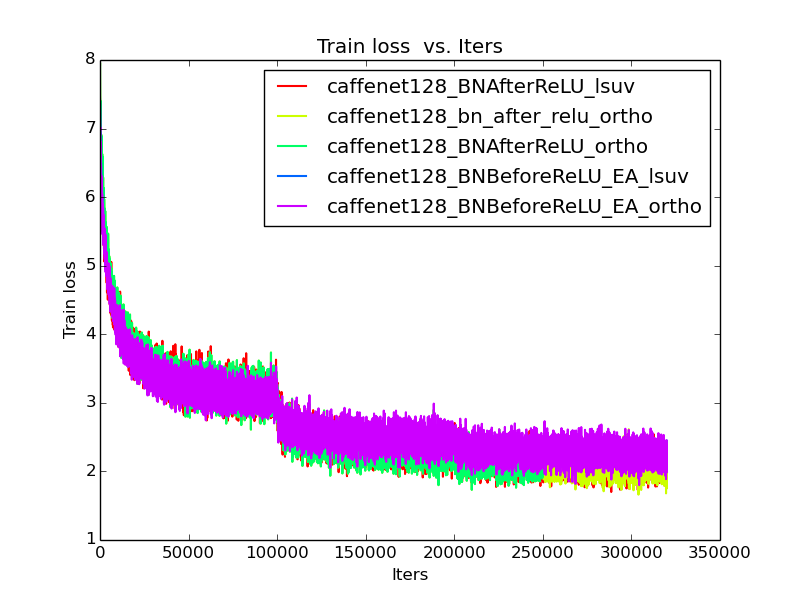 Train loss  vs. Iters
8
7
6
5
4
3
2
1
Train loss
caffenet128_BNAfterReLU_lsuv
caffenet128_bn_after_relu_ortho
caffenet128_BNAfterReLU_ortho
caffenet128_BNBeforeReLU_EA_lsuv
caffenet128_BNBeforeReLU_EA_ortho
0 50000 100000 150000 200000 250000 300000 350000
Iters